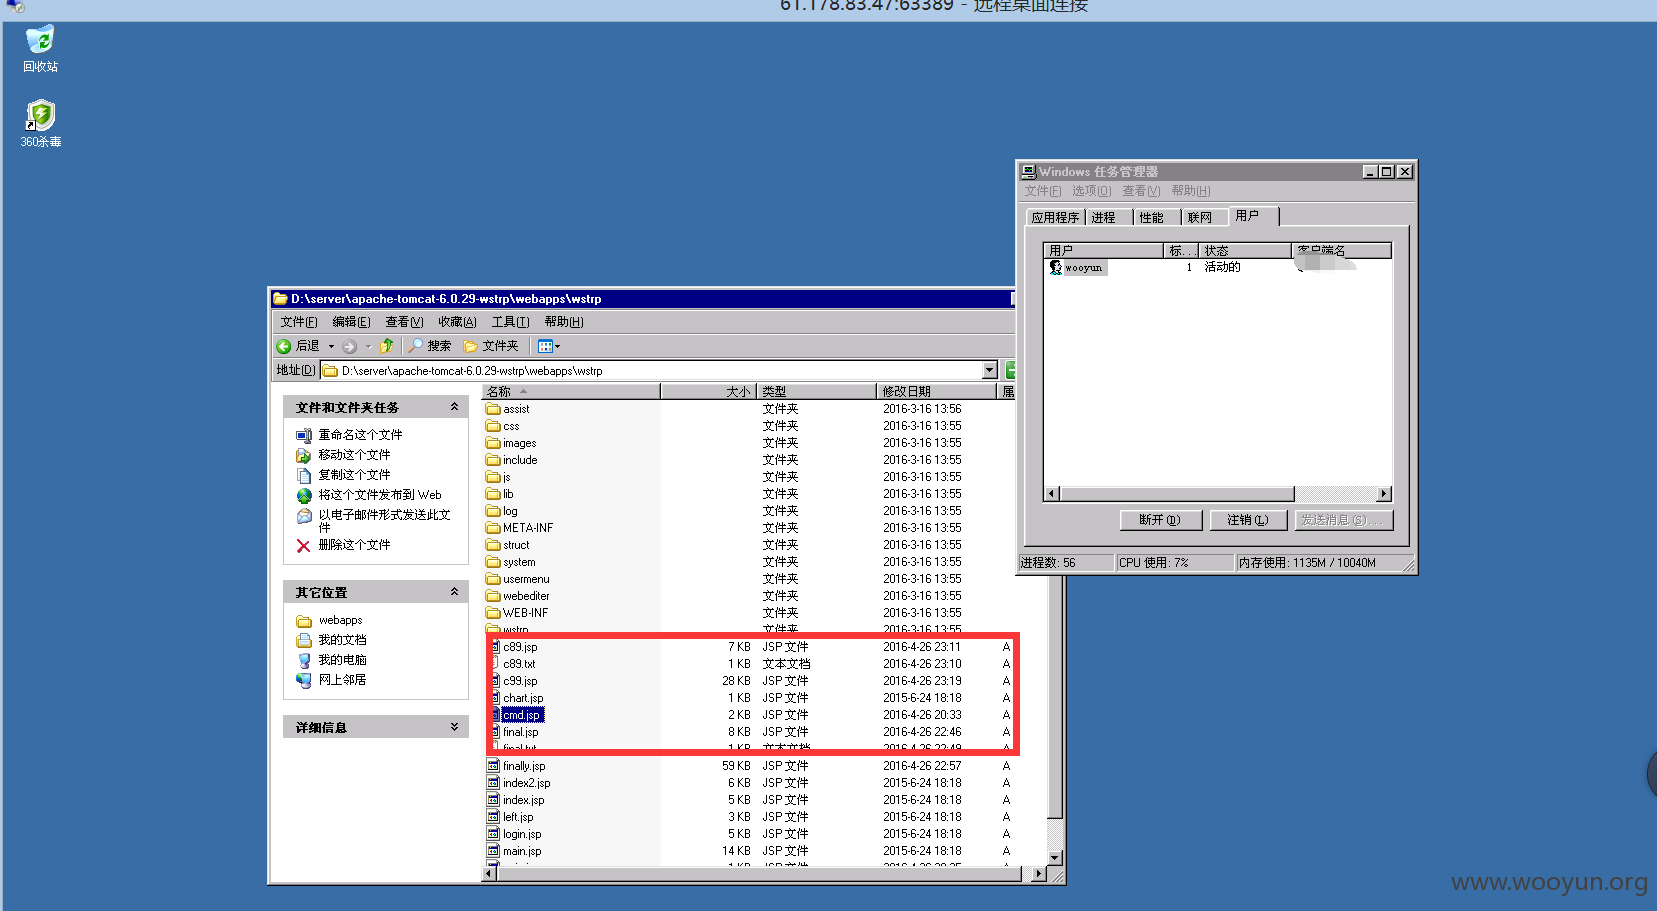 61.178.83.47:63389 - 远程桌面连接
回收站
360杀毒
Windows 任务管理器
文件(F) 选项(O) 查看(V) 帮助(H)
应用程序 进程 性能 联网 用户
用户 标... 状态 客户端名
wooyun 1 活动的
断开(D) 注销(L) 发送消息(S)...
进程数: 56 CPU 使用: 7% 内存使用: 1135M / 10040M
D:\server\apache-tomcat-6.0.29-wstrp\webapps\wstrp
文件(F) 编辑(E) 查看(V) 收藏(A) 工具(T) 帮助(H)
后退 搜索 文件夹
地址(D) D:\server\apache-tomcat-6.0.29-wstrp\webapps\wstrp
文件和文件夹任务
重命名这个文件
移动这个文件
复制这个文件
将这个文件发布到 Web
以电子邮件形式发送此文
件
删除这个文件
其它位置
webapps
我的文档
我的电脑
网上邻居
详细信息
名称 大小 类型 修改日期 属
assist 文件夹 2016-3-16 13:56
css 文件夹 2016-3-16 13:55
images 文件夹 2016-3-16 13:55
include 文件夹 2016-3-16 13:55
js 文件夹 2016-3-16 13:55
lib 文件夹 2016-3-16 13:55
log 文件夹 2016-3-16 13:55
META-INF 文件夹 2016-3-16 13:55
struct 文件夹 2016-3-16 13:55
system 文件夹 2016-3-16 13:55
usermenu 文件夹 2016-3-16 13:55
webediter 文件夹 2016-3-16 13:55
WEB-INF 文件夹 2016-3-16 13:55
wstrp 文件夹 2016-3-16 13:55
c89.jsp 7 KB JSP 文件 2016-4-26 23:11 A
c89.txt 1 KB 文本文档 2016-4-26 23:10 A
c99.jsp 28 KB JSP 文件 2016-4-26 23:19 A
chart.jsp 1 KB JSP 文件 2015-6-24 18:18 A
cmd.jsp 2 KB JSP 文件 2016-4-26 20:33 A
final.jsp 8 KB JSP 文件 2016-4-26 22:46 A
final.txt 1 KB 文本文档 2016-4-26 22:49 A
finally.jsp 59 KB JSP 文件 2016-4-26 22:57 A
index2.jsp 6 KB JSP 文件 2015-6-24 18:18 A
index.jsp 5 KB JSP 文件 2015-6-24 18:18 A
left.jsp 3 KB JSP 文件 2015-6-24 18:18 A
login.jsp 5 KB JSP 文件 2015-6-24 18:18 A
main.jsp 14 KB JSP 文件 2015-6-24 18:18 A
www.wooyun.org